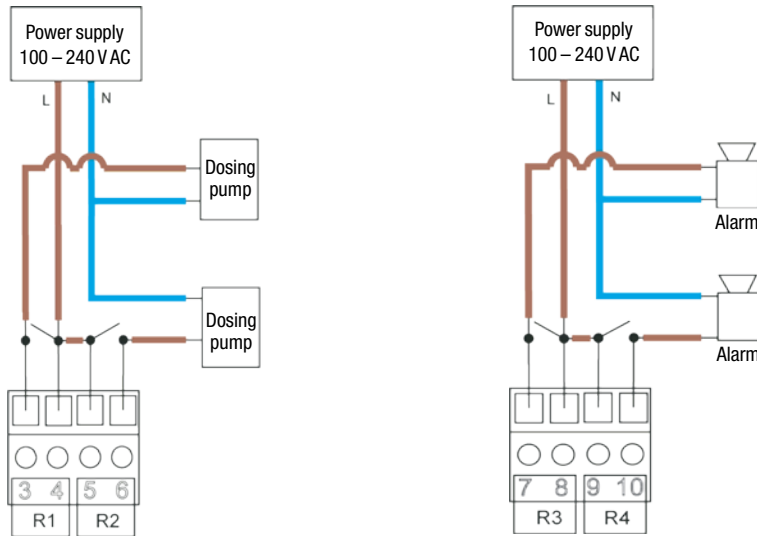 Power supply
100 – 240 V AC
L N
Dosing
pump
Dosing
pump
3 4 5 6
R1 R2
Power supply
100 – 240 V AC
L N
Alarm
Alarm
7 8 9 10
R3 R4